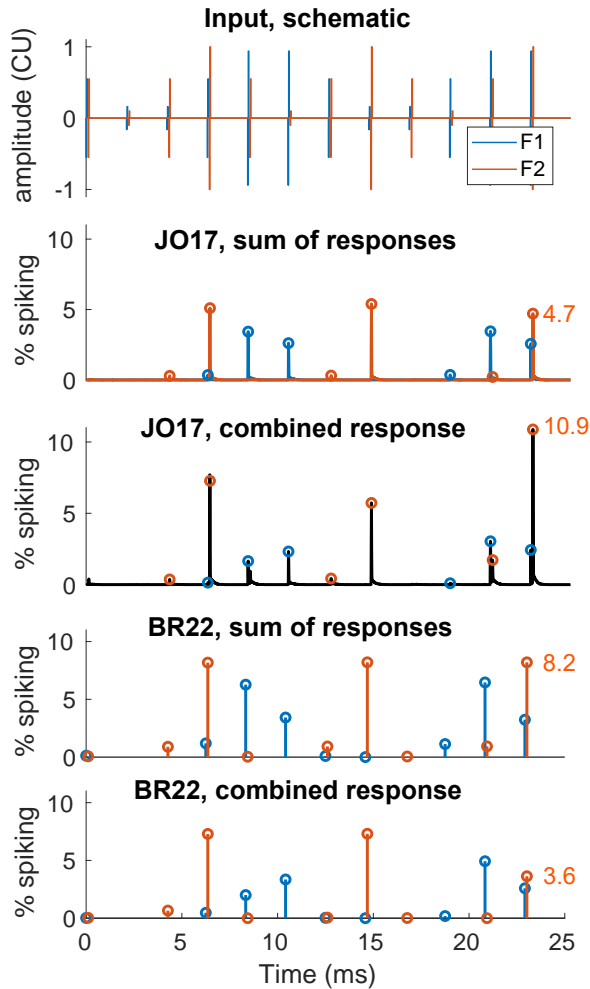 Input, schematic
amplitude (CU)
1
0
-1
F1
F2
JO17, sum of responses
% spiking
10
5
0
4.7
JO17, combined response
% spiking
10
5
0
10.9
BR22, sum of responses
% spiking
10
5
0
8.2
BR22, combined response
% spiking
10
5
0
3.6
0 5 10 15 20 25
Time (ms)